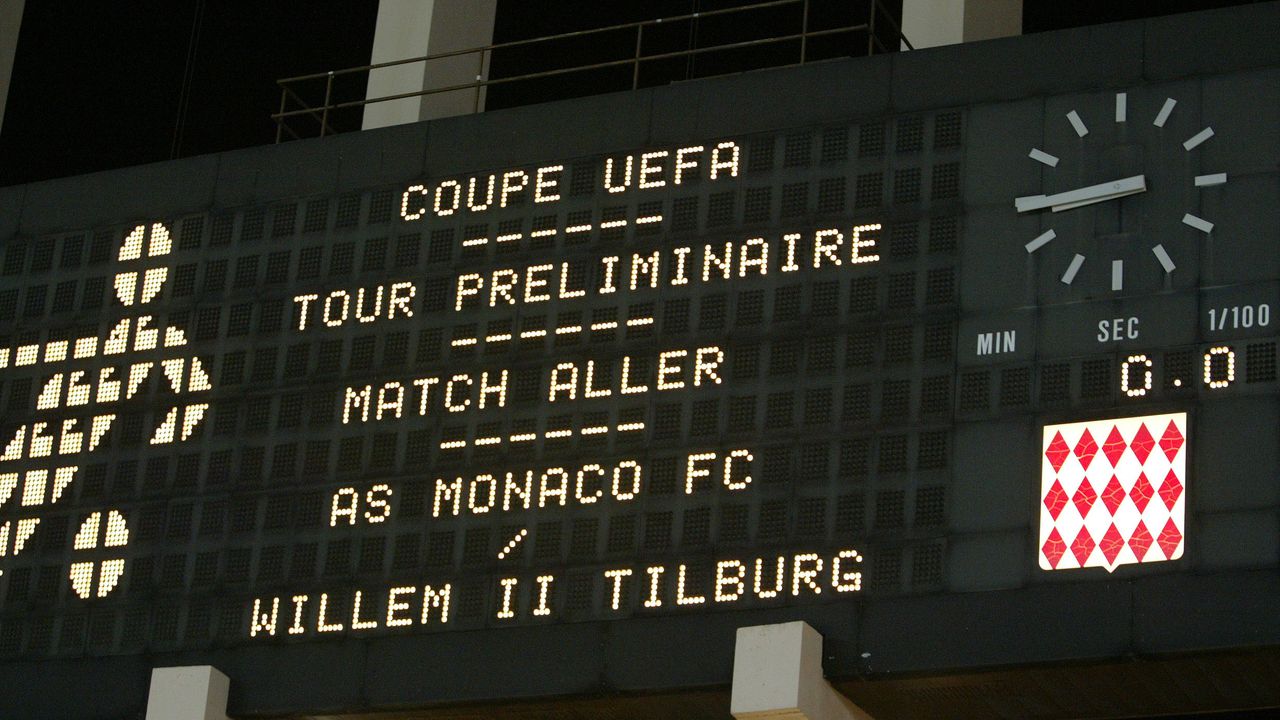 COUPE UEFA
------
TOUR PRELIMINAIRE
------
MATCH ALLER
------
AS MONACO FC
/
WILLEM II TILBURG
MIN SEC 1/100
0.0